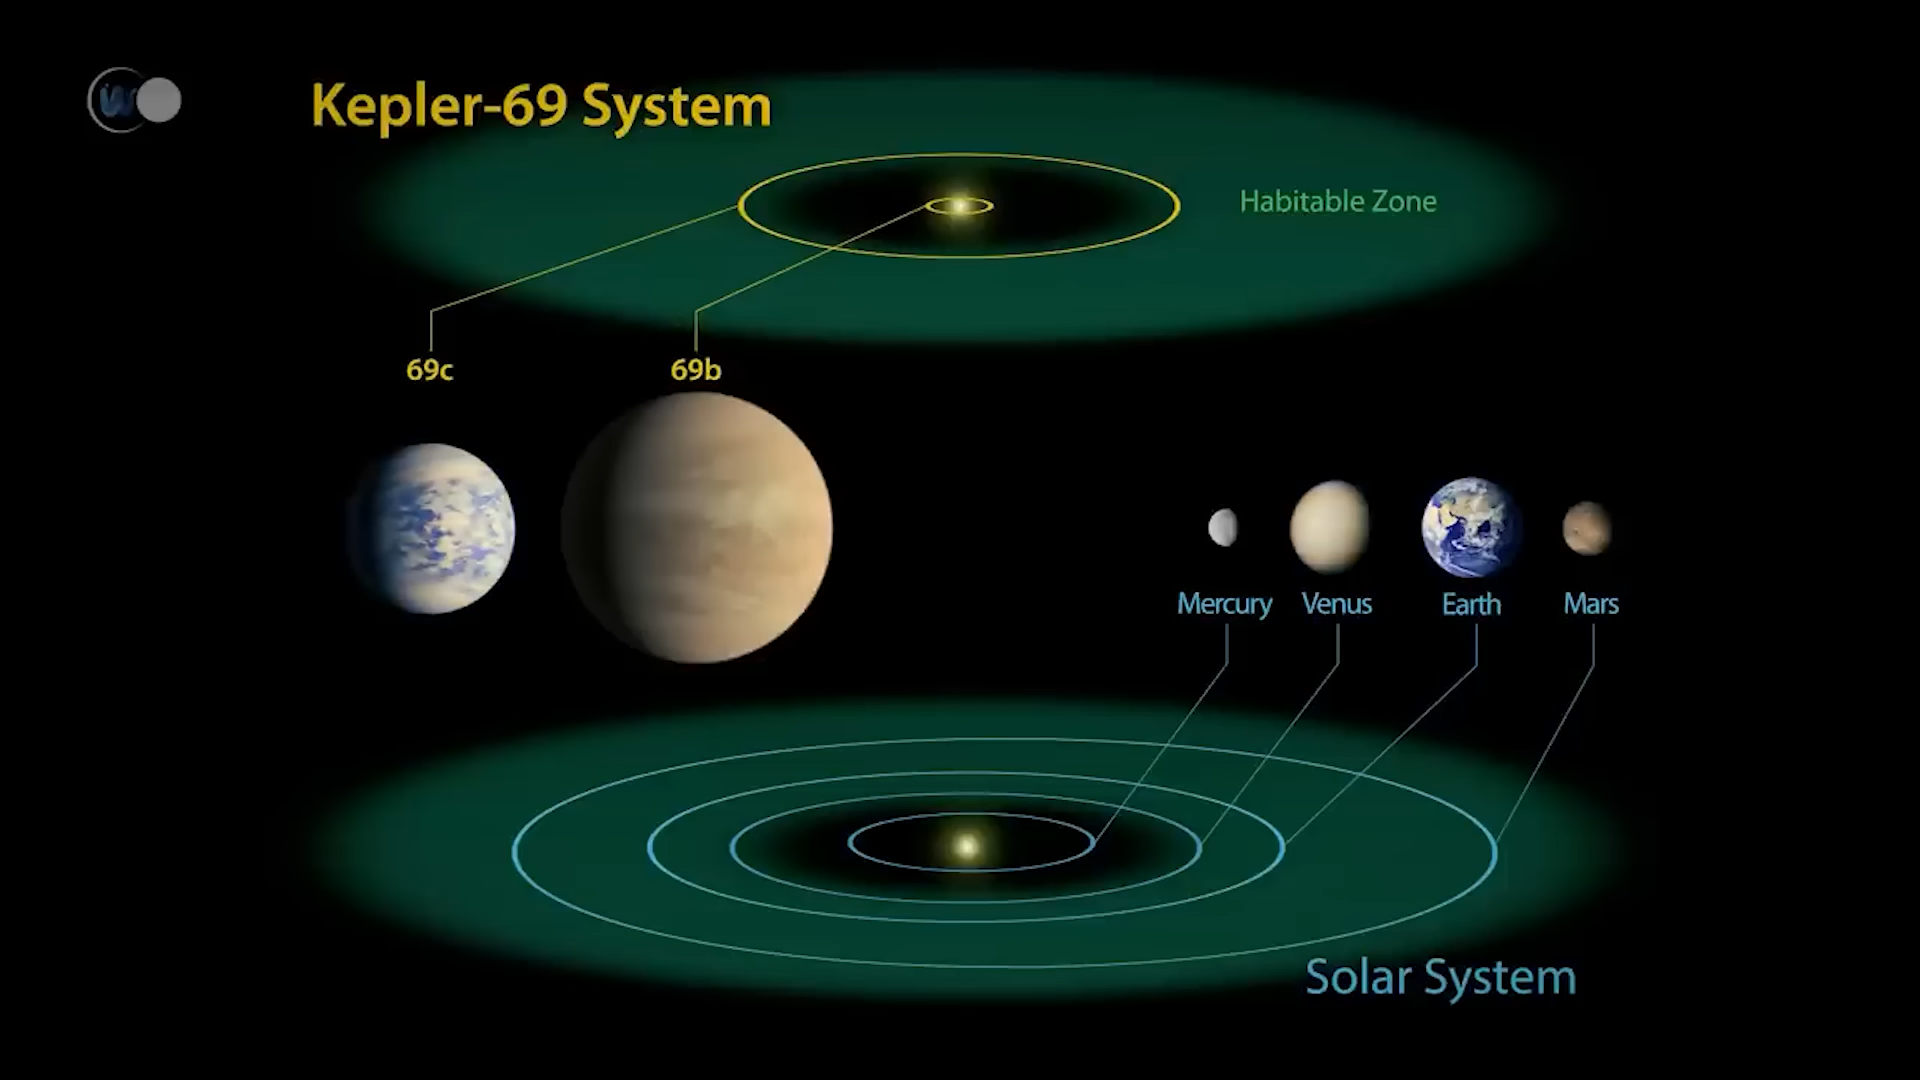 Kepler-69 System
Habitable Zone
69c
69b
Mercury
Venus
Earth
Mars
Solar System